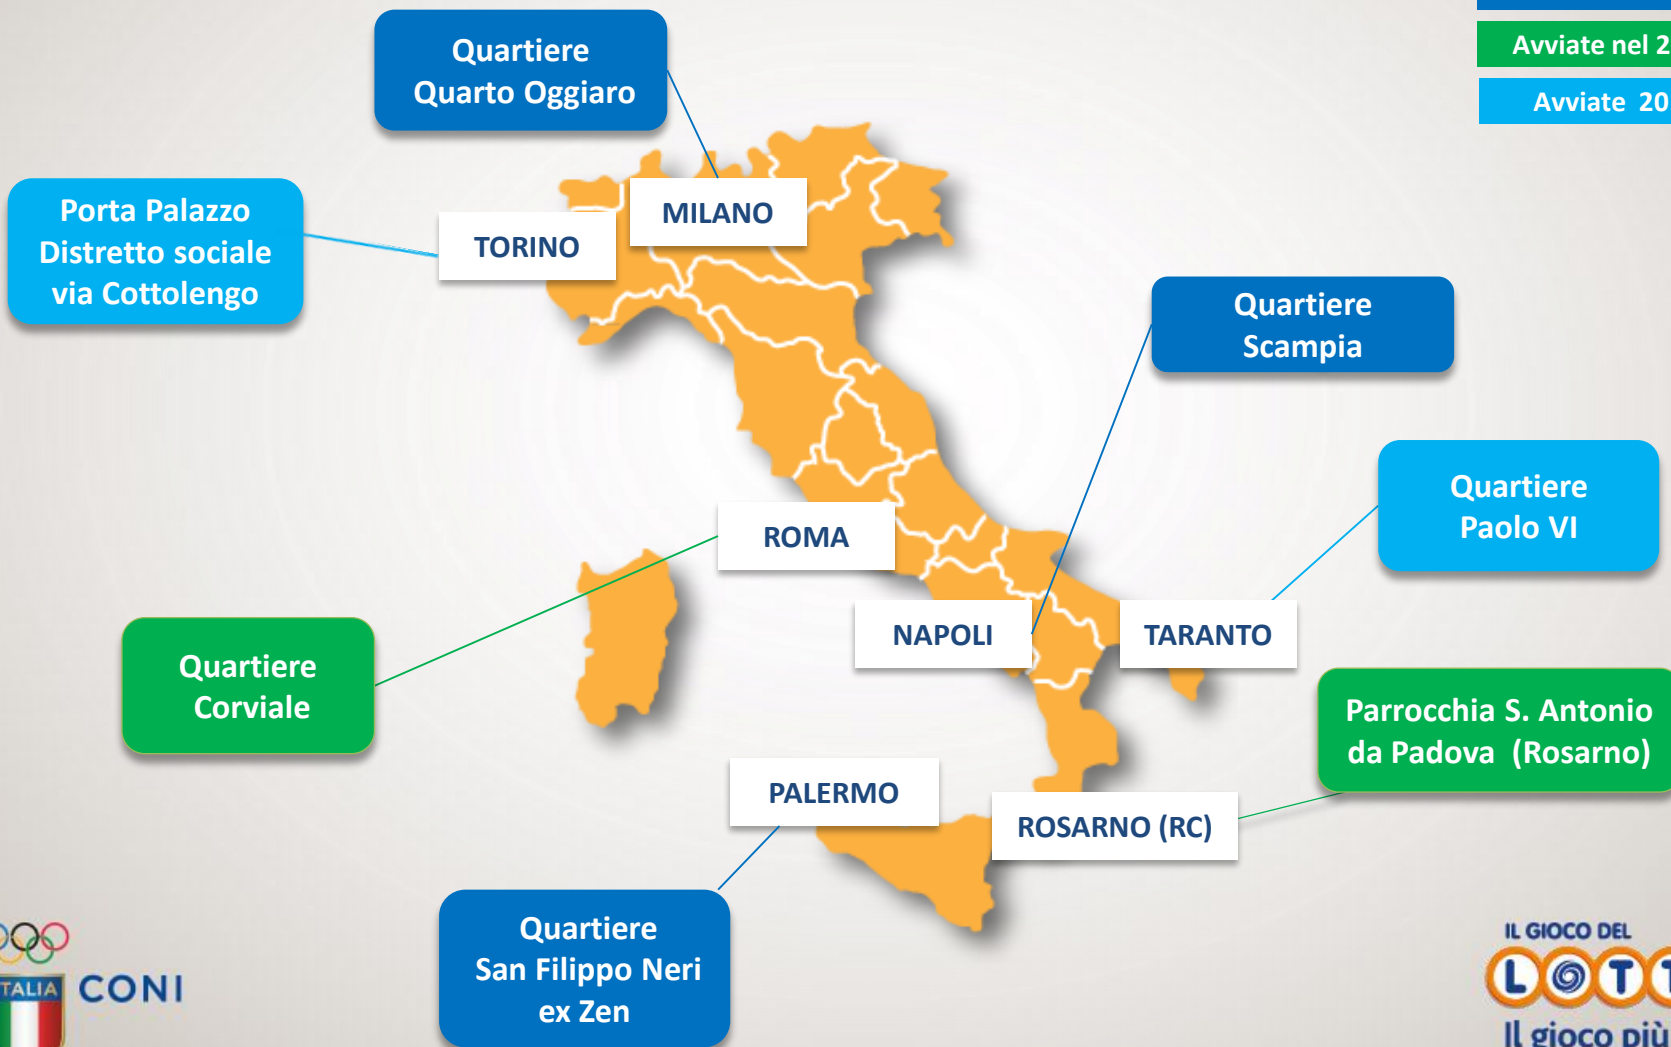 Quartiere
Quarto Oggiaro
Avviate nel 2
Avviate 20
Porta Palazzo
Distretto sociale
via Cottolengo
MILANO
TORINO
Quartiere
Scampia
Quartiere
Paolo VI
ROMA
NAPOLI
TARANTO
Quartiere
Corviale
Parrocchia S. Antonio
da Padova (Rosarno)
PALERMO
ROSARNO (RC)
Quartiere
San Filippo Neri
ex Zen
ITALIA
CONI
IL GIOCO DEL
LOTT
Il gioco più